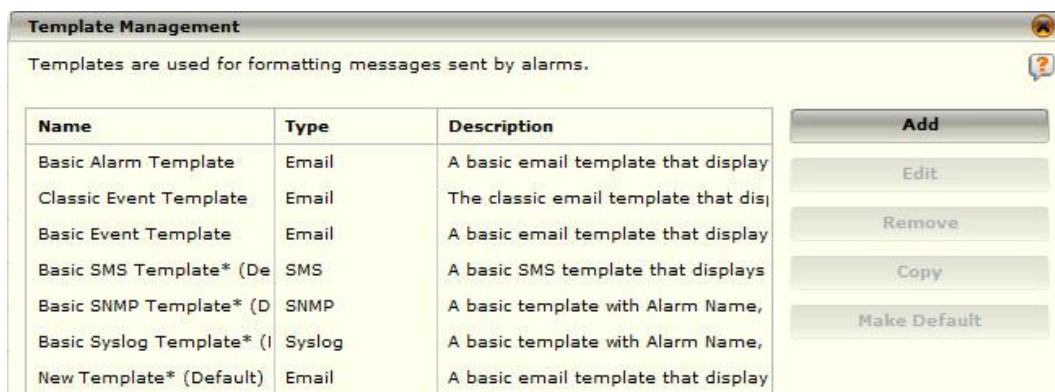 Template Management
Templates are used for formatting messages sent by alarms.
?
Name Type Description
Basic Alarm Template Email A basic email template that display
Classic Event Template Email The classic email template that disp
Basic Event Template Email A basic email template that display
Basic SMS Template* (De SMS A basic SMS template that displays
Basic SNMP Template* (D SNMP A basic template with Alarm Name,
Basic Syslog Template* (I Syslog A basic template with Alarm Name,
New Template* (Default) Email A basic email template that display
Add
Edit
Remove
Copy
Make Default